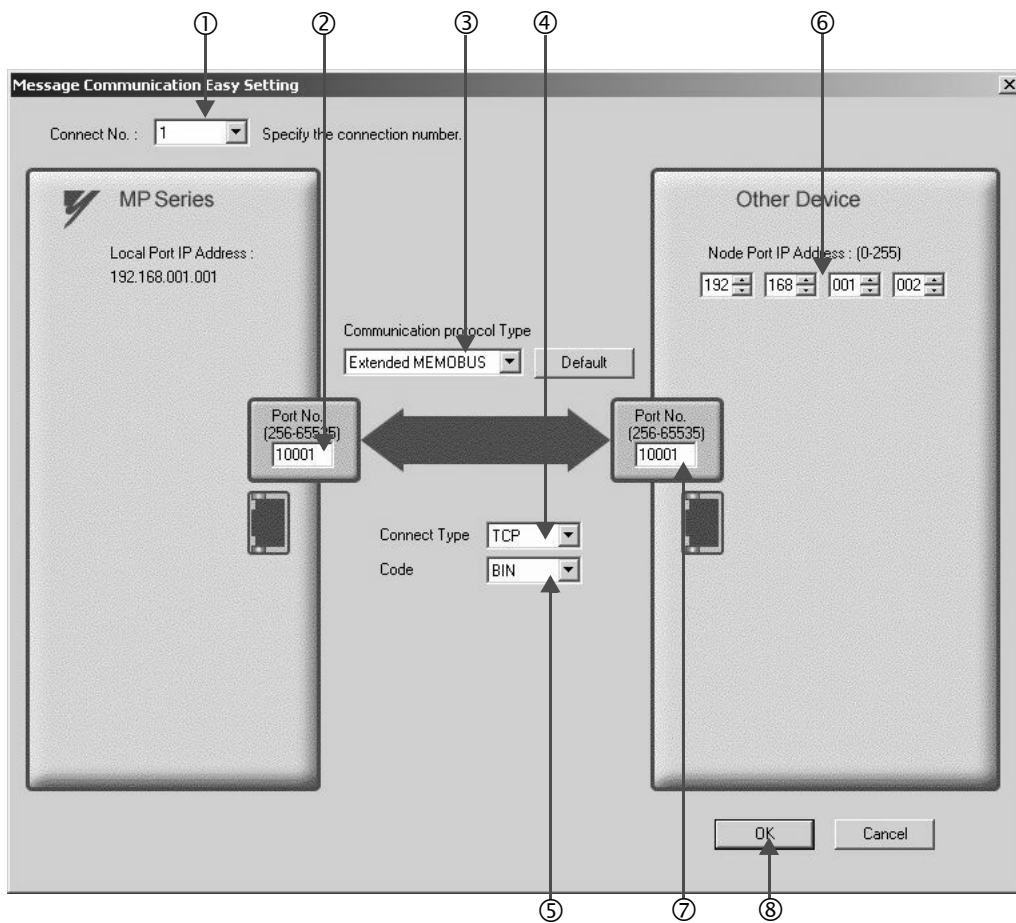 ① ② ③ ④ ⑥
Message Communication Easy Setting
Connect No. : 1 Specify the connection number.
MP Series
Local Port IP Address :
192.168.001.001
Other Device
Node Port IP Address : (0-255)
192 168 001 002
Communication protocol Type
Extended MEMOBUS Default
Port No.
(256-65535)
10001
Port No.
(256-65535)
10001
Connect Type TCP
Code BIN
OK Cancel
⑤ ⑦ ⑧